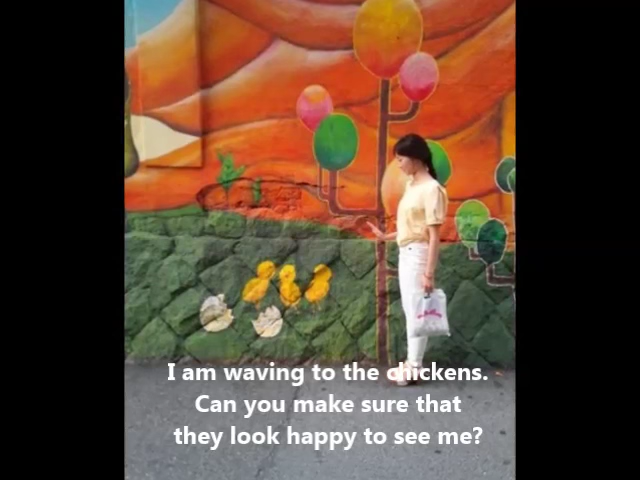 I am waving to the chickens.
Can you make sure that
they look happy to see me?